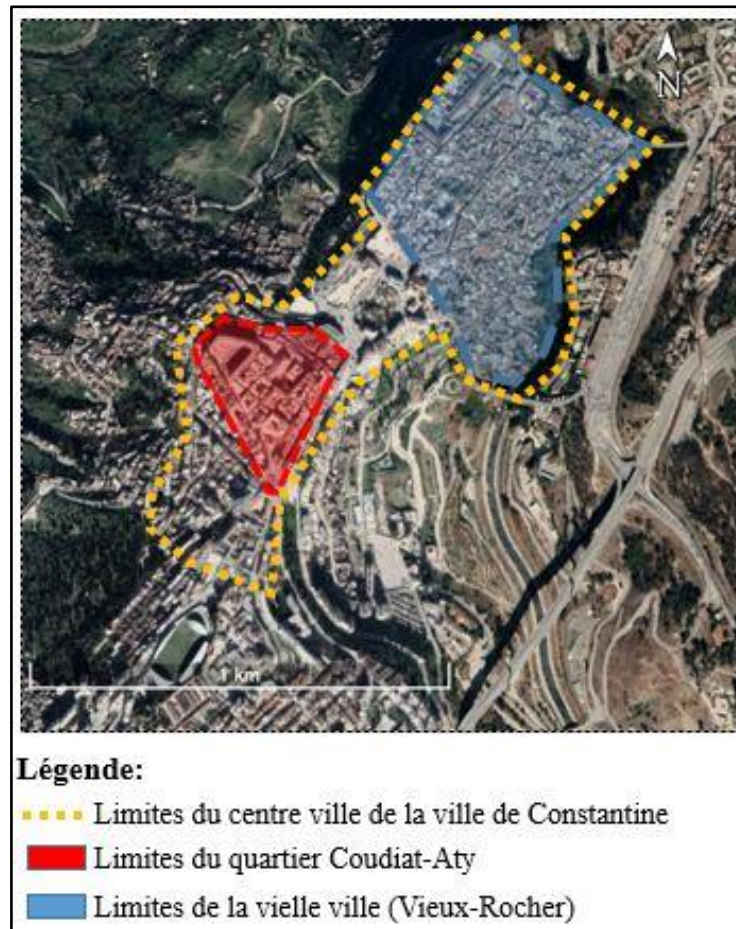 N
1 km
Légende:
Limites du centre ville de la ville de Constantine
Limites du quartier Coudiat-Aty
Limites de la vielle ville (Vieux-Rocher)